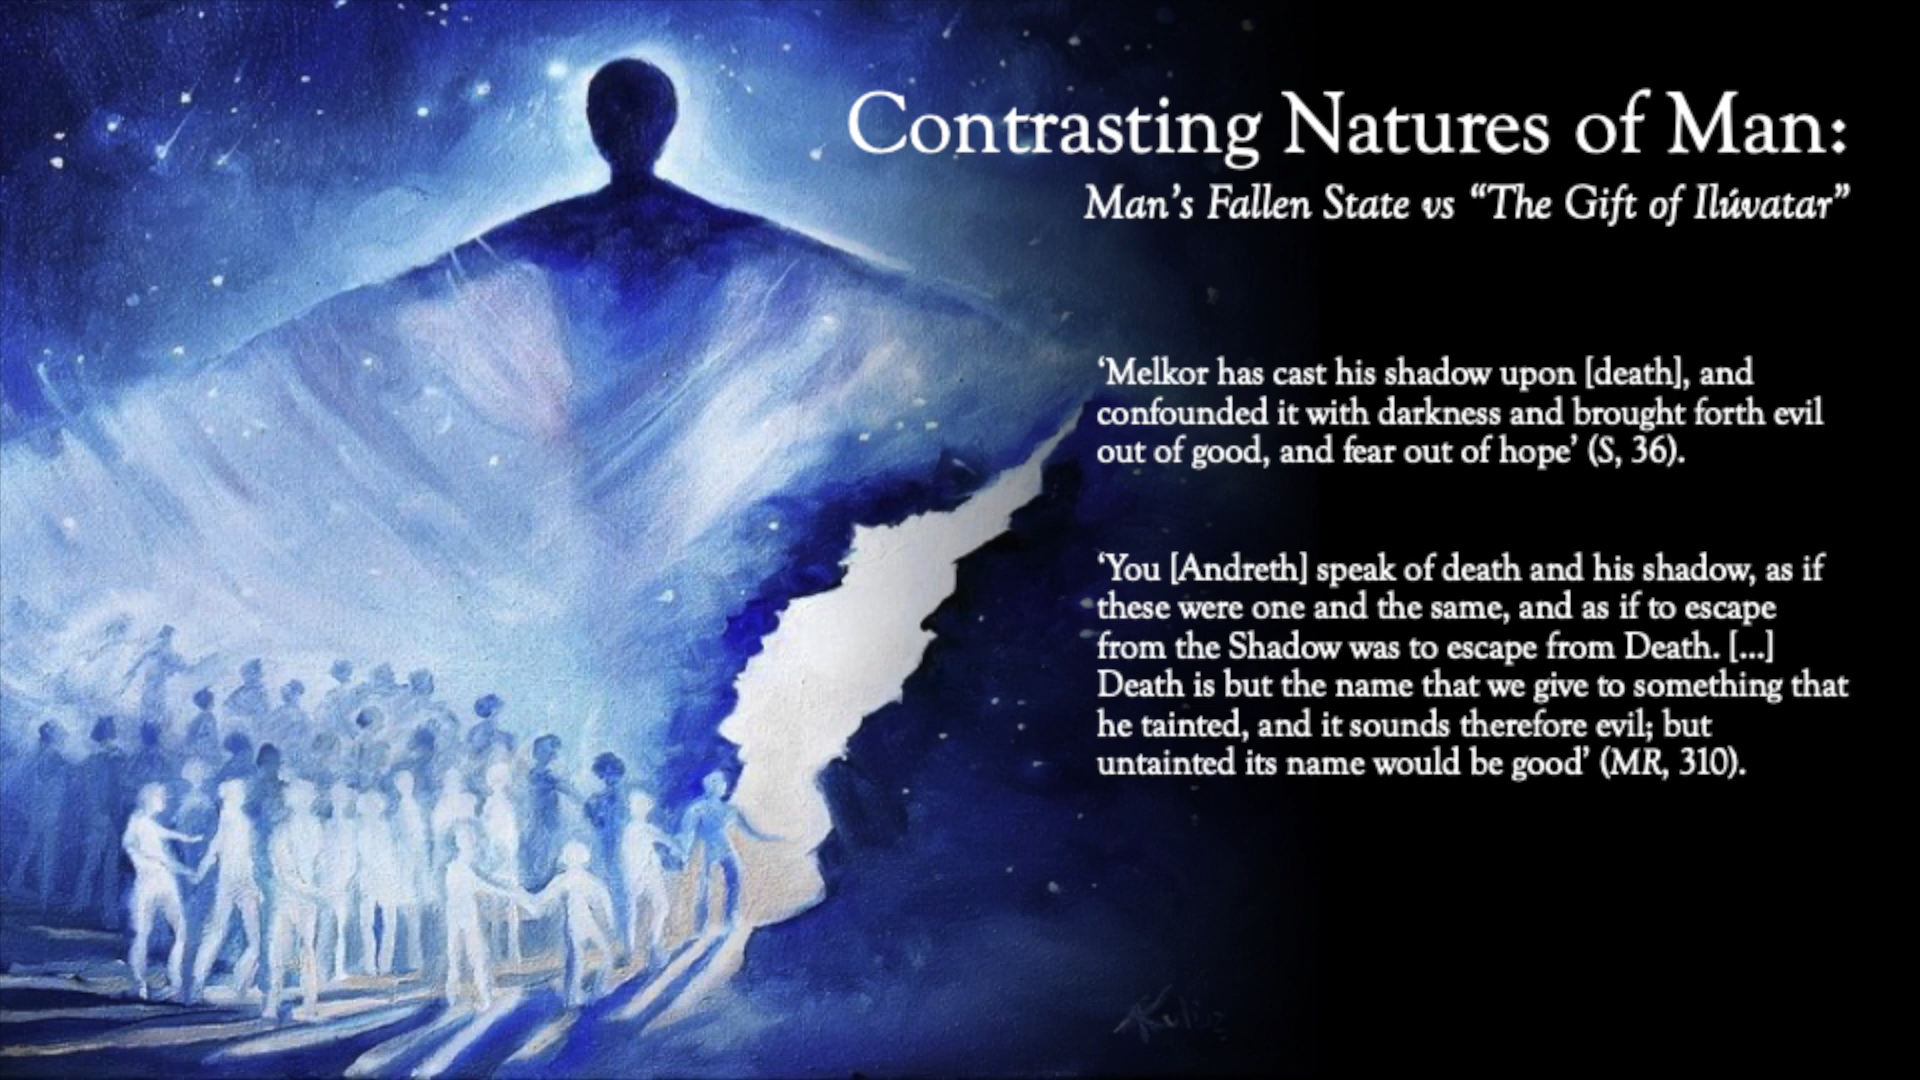 Contrasting Natures of Man:
Man’s Fallen State vs “The Gift of Ilúvatar”
‘Melkor has cast his shadow upon [death], and
confounded it with darkness and brought forth evil
out of good, and fear out of hope’ (S, 36).
‘You [Andreth] speak of death and his shadow, as if
these were one and the same, and as if to escape
from the Shadow was to escape from Death. [...]
Death is but the name that we give to something that
he tainted, and it sounds therefore evil; but
untainted its name would be good’ (MR, 310).